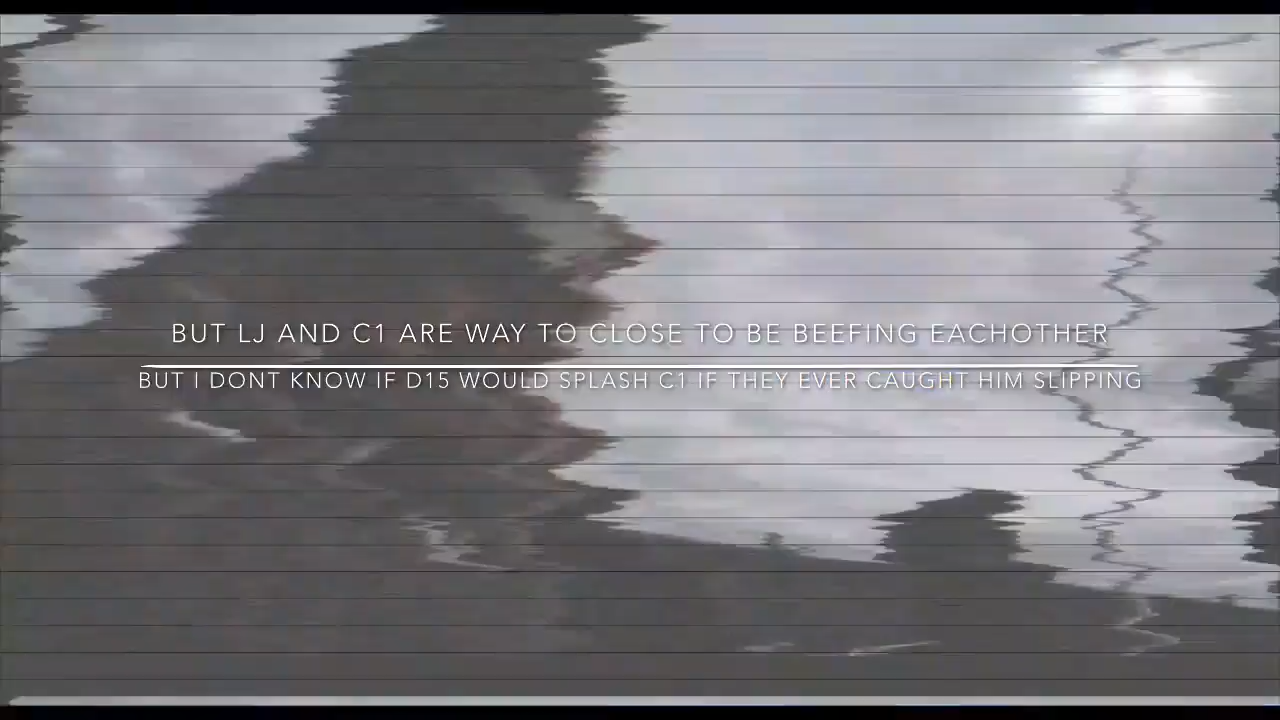 BUT LJ AND C1 ARE WAY TO CLOSE TO BE BEEFING EACHOTHER
BUT I DONT KNOW IF D15 WOULD SPLASH C1 IF THEY EVER CAUGHT HIM SLIPPING